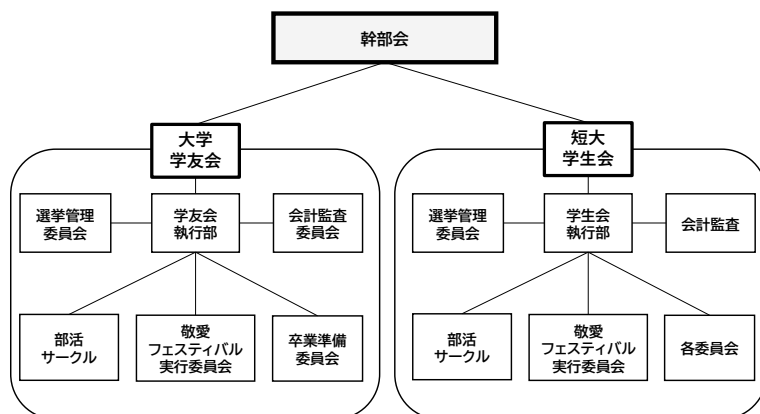 幹部会
大学
学友会
選挙管理
委員会
学友会
執行部
会計監査
委員会
部活
サークル
敬愛
フェスティバル
実行委員会
卒業準備
委員会
短大
学生会
選挙管理
委員会
学生会
執行部
会計監査
部活
サークル
敬愛
フェスティバル
実行委員会
各委員会